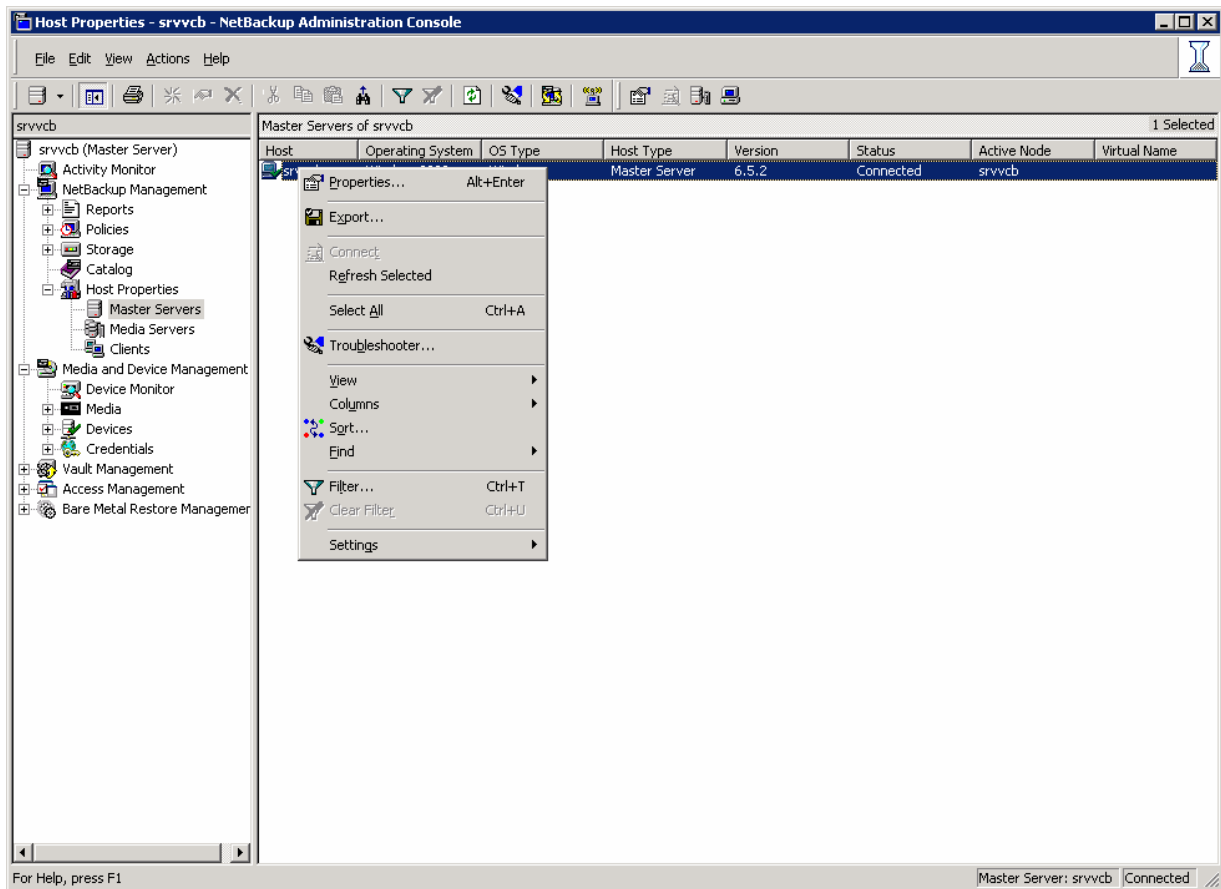 Host Properties - srvvcb - NetBackup Administration Console
File Edit View Actions Help
srvvcb
Master Servers of srvvcb 1 Selected
srvvcb (Master Server)
Activity Monitor
NetBackup Management
Reports
Policies
Storage
Catalog
Host Properties
Master Servers
Media Servers
Clients
Media and Device Management
Device Monitor
Media
Devices
Credentials
Vault Management
Access Management
Bare Metal Restore Managemer
Host Operating System OS Type Host Type Version Status Active Node Virtual Name
Master Server 6.5.2 Connected srvvcb
Properties... Alt+Enter
Export...
Connect
Refresh Selected
Select All Ctrl+A
Troubleshooter...
View
Columns
Sort...
Find
Filter... Ctrl+T
Clear Filter Ctrl+U
Settings
For Help, press F1 Master Server: srvvcb Connected